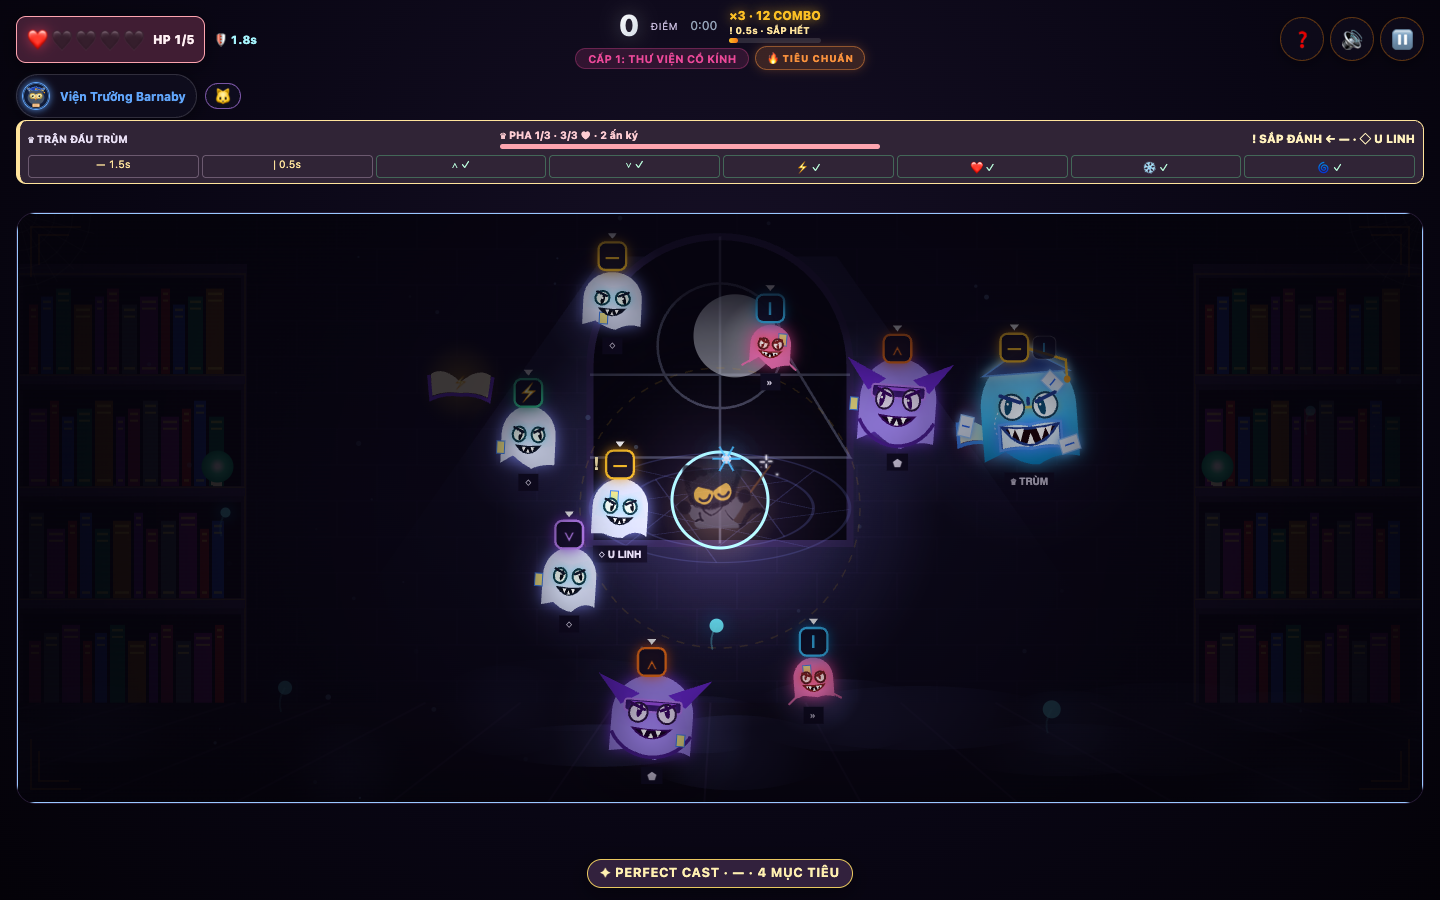 HP 1/5
1.8s
0 ĐIỂM 0:00
×3 · 12 COMBO
! 0.5s · SẮP HẾT
CẤP 1: THƯ VIỆN CỔ KÍNH
🔥 TIÊU CHUẨN
Viện Trưởng Barnaby
♛ TRẬN ĐẤU TRÙM
♛ PHA 1/3 · 3/3 ♥ · 2 ấn ký
! SẮP ĐÁNH ← — · ◇ U LINH
— 1.5s
| 0.5s
^ ✓
v ✓
⚡ ✓
❤️ ✓
❄️ ✓
🌀 ✓
♛ TRÙM
! 
◇ U LINH
»
»
✦ PERFECT CAST · — · 4 MỤC TIÊU